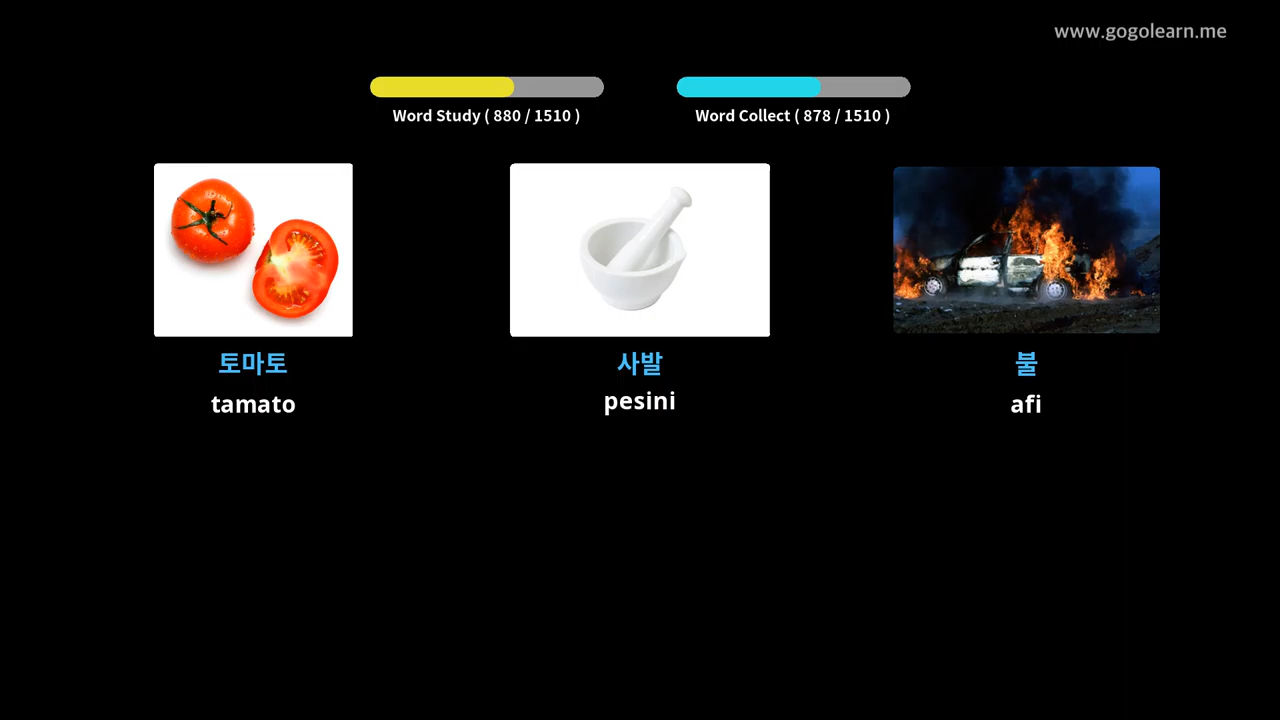 www.gogolearn.me
Word Study ( 880 / 1510 )
Word Collect ( 878 / 1510 )
토마토
tamato
사발
pesini
불
afi